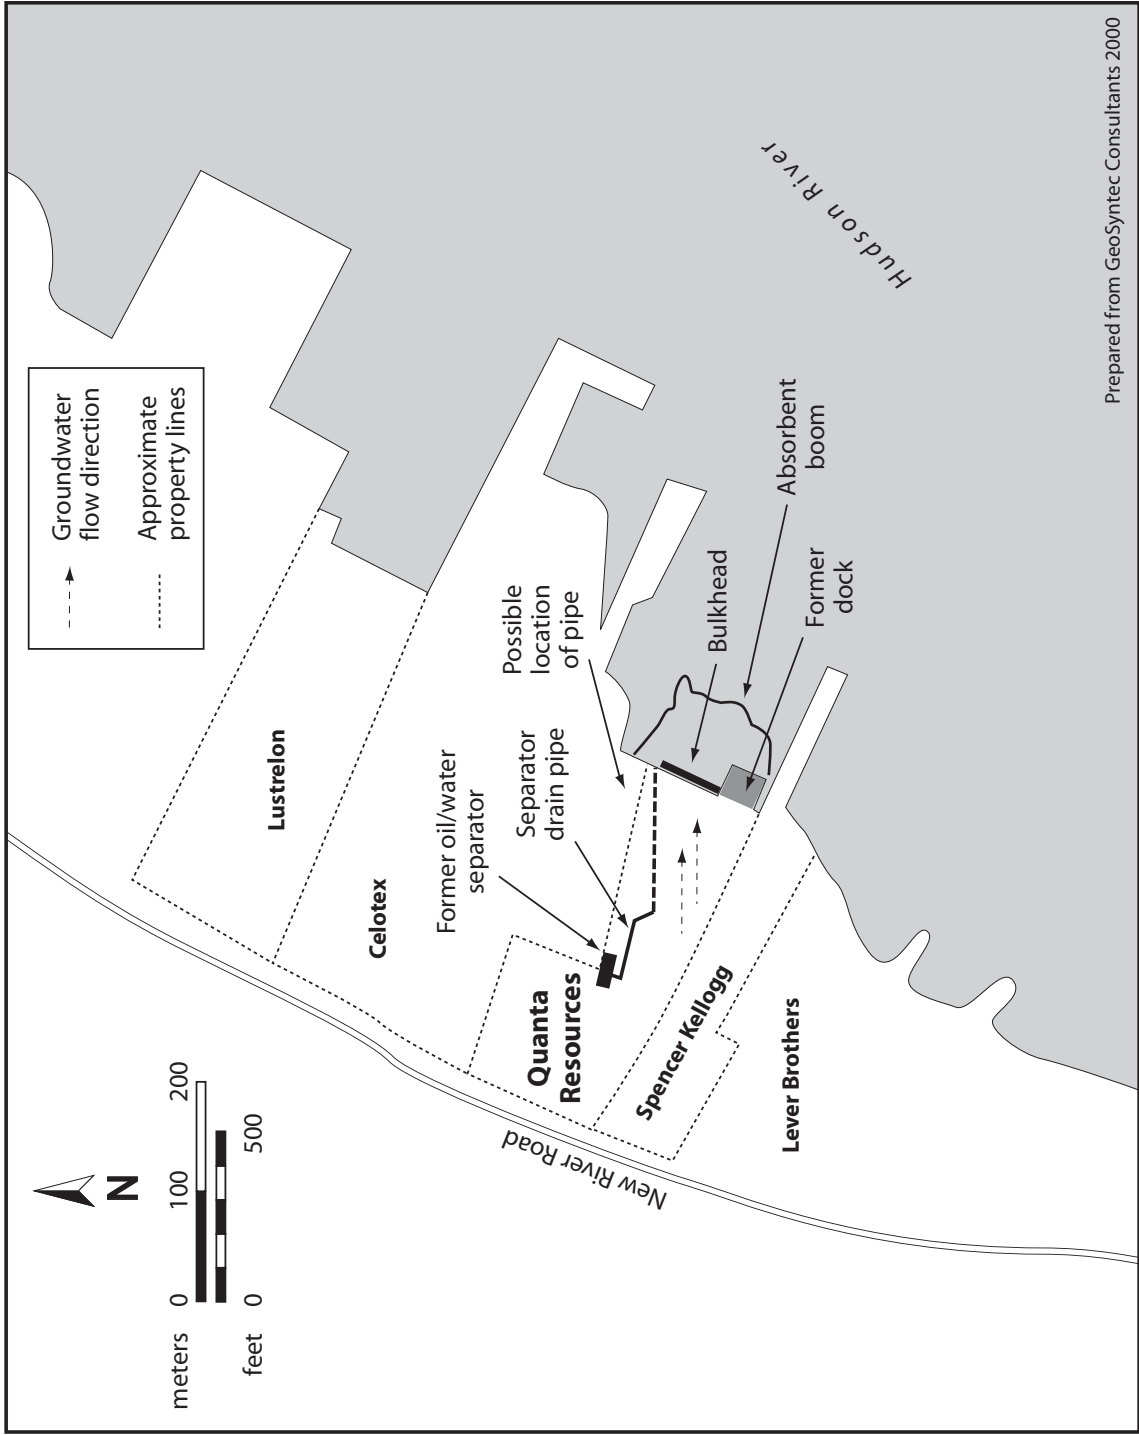 N
0
100
200
meters
0
500
feet
Groundwater
flow direction
Approximate
property lines
Lustrelon
Celotex
Former oil/water
separator
Separator
drain pipe
Possible
location
of pipe
Bulkhead
Absorbent
boom
Former
dock
Quanta
Resources
Spencer Kellogg
Lever Brothers
New River Road
Hudson River
Prepared from GeoSyntec Consultants 2000